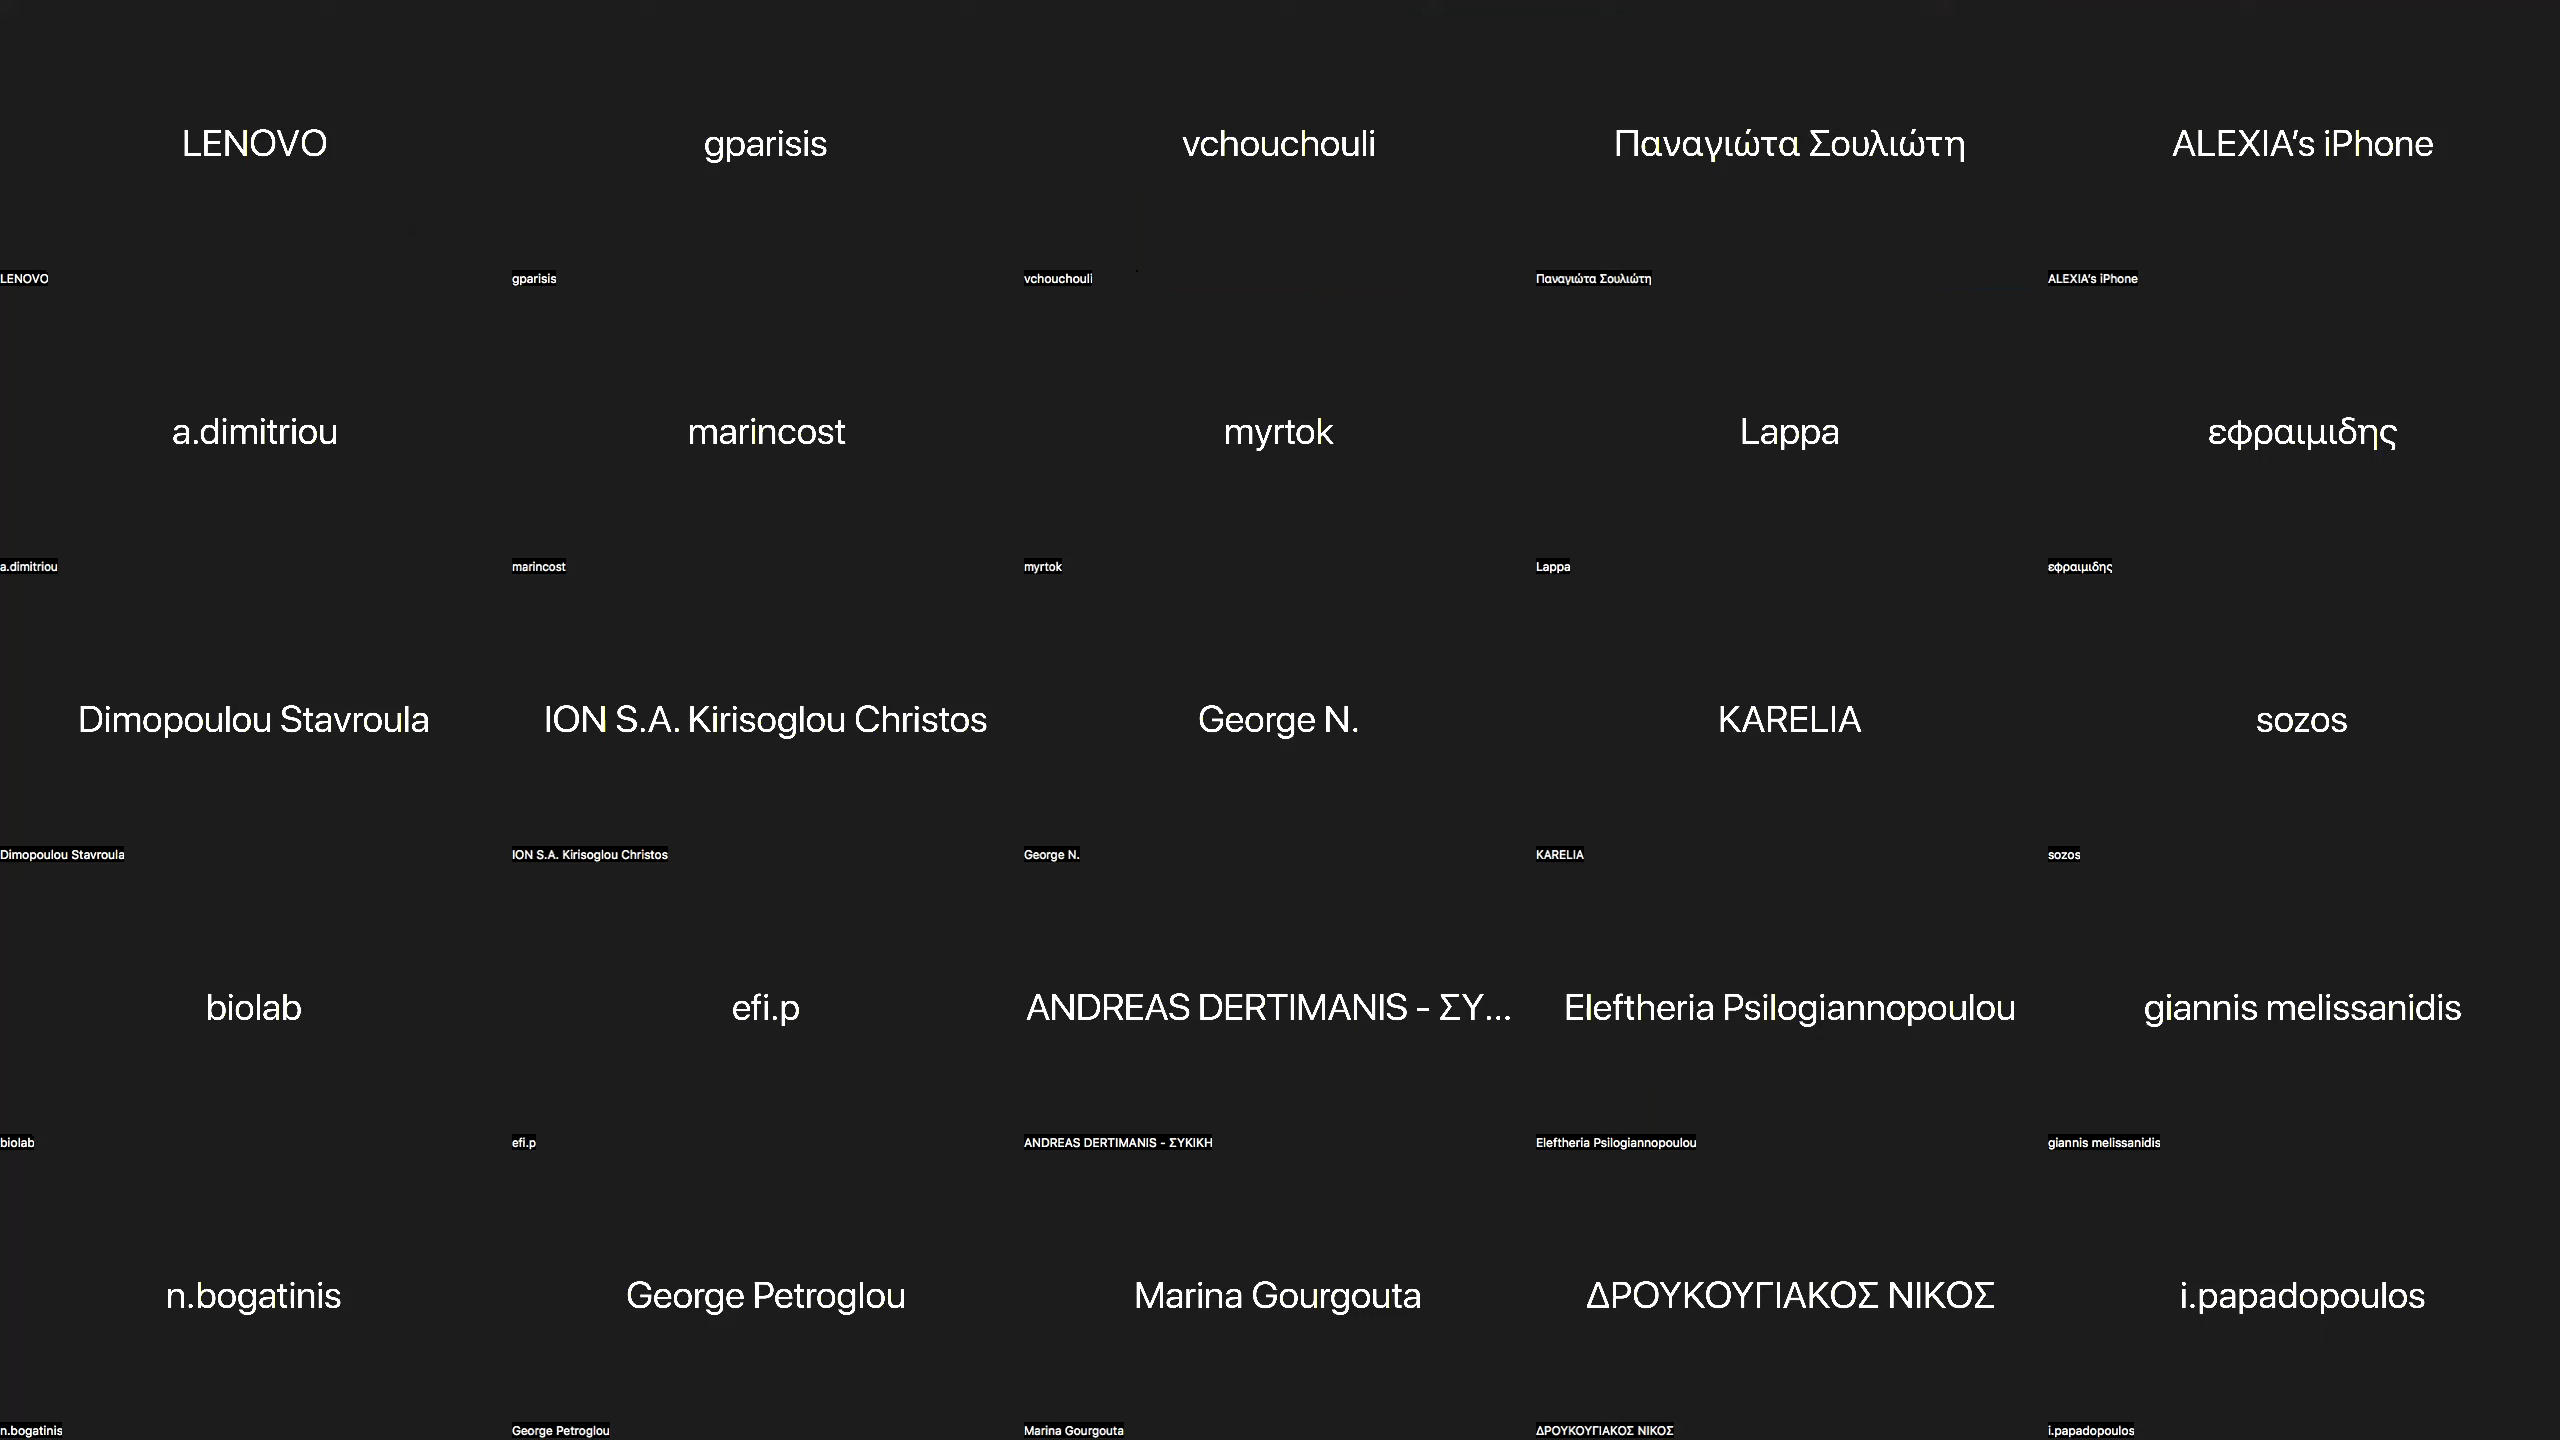 LENOVO
gparisis
vchouchouli
Παναγιώτα Σουλιώτη
ALEXIA’s iPhone
LENOVO
gparisis
vchouchouli
Παναγιώτα Σουλιώτη
ALEXIA’s iPhone
a.dimitriou
marincost
myrtok
Lappa
εφραιμιδης
a.dimitriou
marincost
myrtok
Lappa
εφραιμιδης
Dimopoulou Stavroula
ION S.A. Kirisoglou Christos
George N.
KARELIA
sozos
Dimopoulou Stavroula
ION S.A. Kirisoglou Christos
George N.
KARELIA
sozos
biolab
efi.p
ANDREAS DERTIMANIS - ΣΥ...
Eleftheria Psilogiannopoulou
giannis melissanidis
biolab
efi.p
ANDREAS DERTIMANIS - ΣΥΚΙΚΗ
Eleftheria Psilogiannopoulou
giannis melissanidis
n.bogatinis
George Petroglou
Marina Gourgouta
ΔΡΟΥΚΟΥΓΙΑΚΟΣ ΝΙΚΟΣ
i.papadopoulos
n.bogatinis
George Petroglou
Marina Gourgouta
ΔΡΟΥΚΟΥΓΙΑΚΟΣ ΝΙΚΟΣ
i.papadopoulos